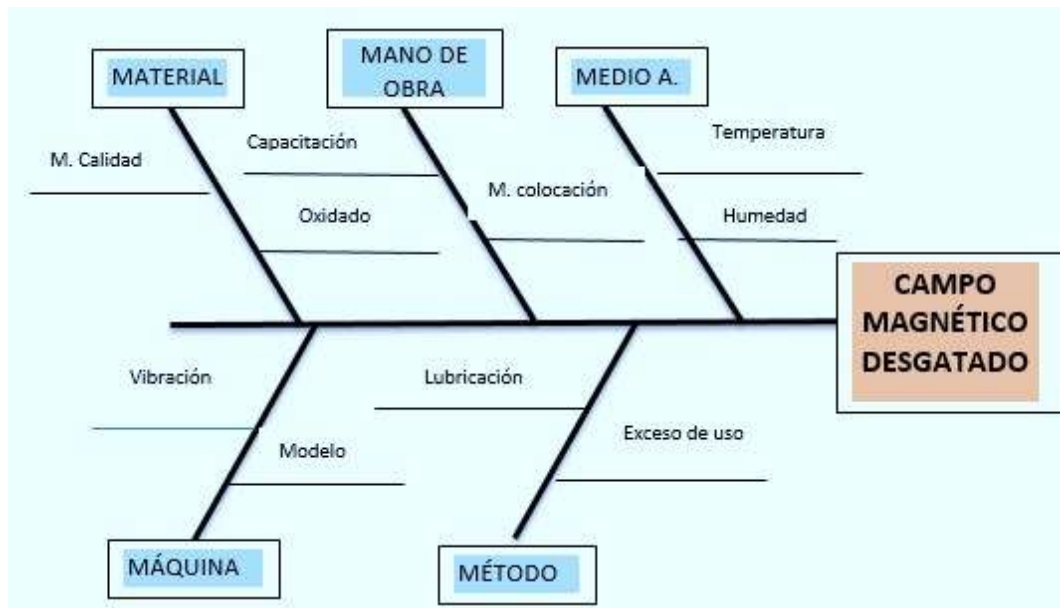 MATERIAL
MANO DE
OBRA
MEDIO A.
M. Calidad
Capacitación
Oxidado
M. colocación
Temperatura
Humedad
CAMPO
MAGNÉTICO
DESGATADO
Vibración
Modelo
Lubricación
Exceso de uso
MÁQUINA
MÉTODO